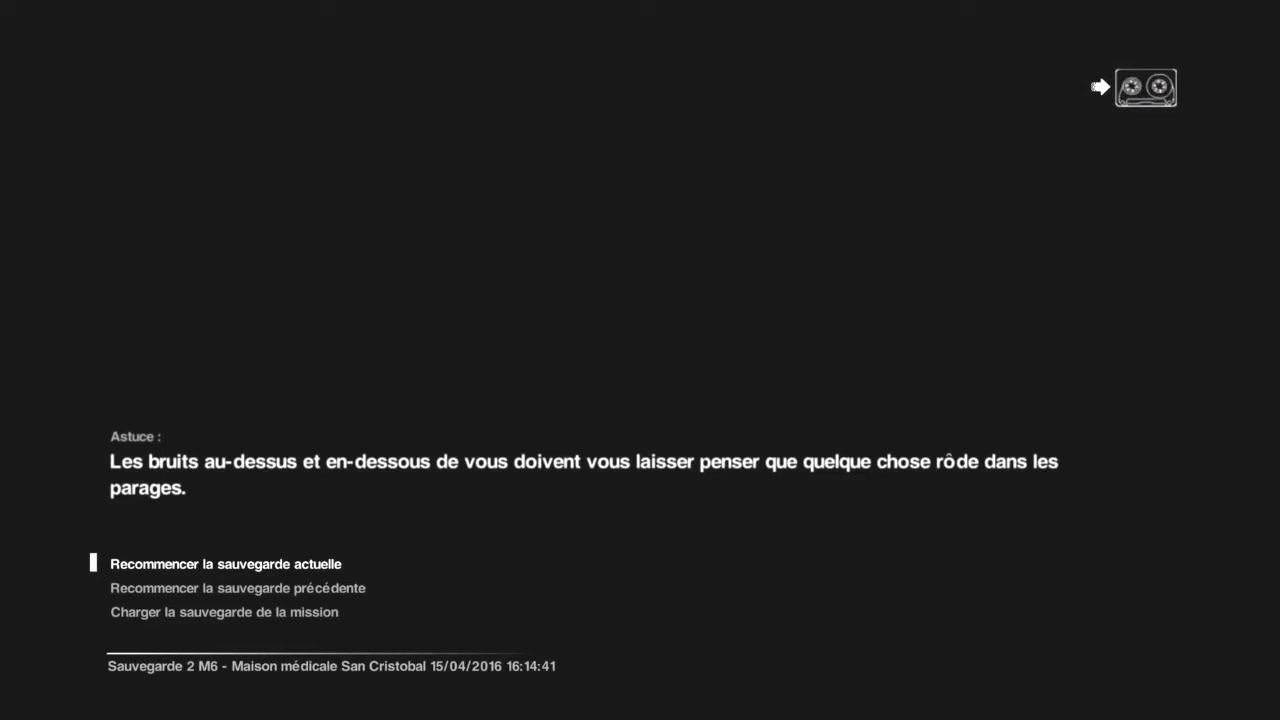 Astuce :
Les bruits au-dessus et en-dessous de vous doivent vous laisser penser que quelque chose rôde dans les
parages.
Recommencer la sauvegarde actuelle
Recommencer la sauvegarde précédente
Charger la sauvegarde de la mission
Sauvegarde 2 M6 - Maison médicale San Cristobal 15/04/2016 16:14:41